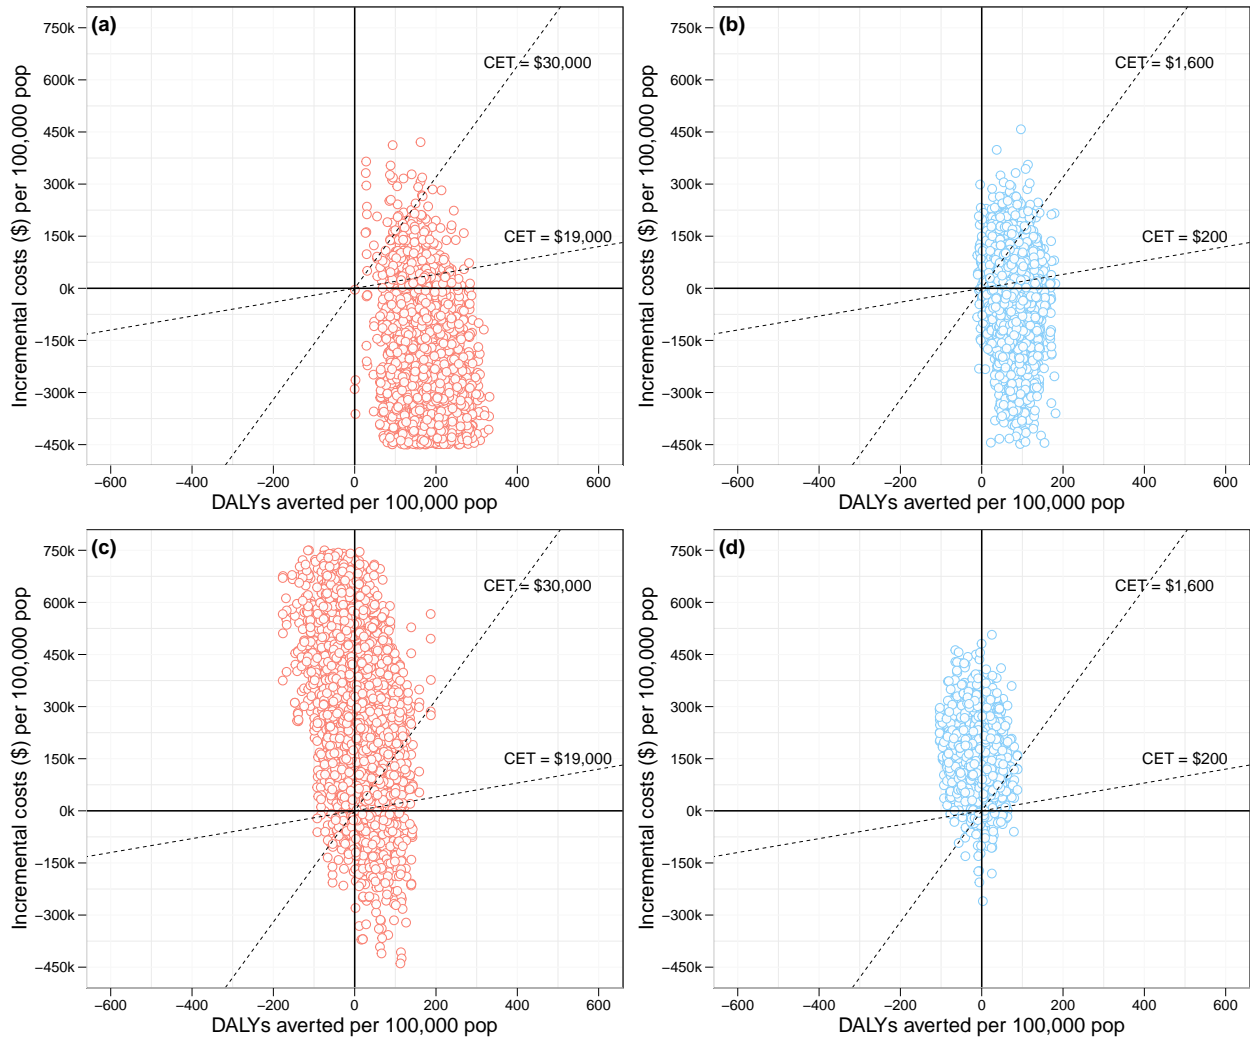 (a)
CET = $30,000
CET = $19,000
750k
600k
450k
300k
150k
0k
−150k
−300k
−450k
Incremental costs ($) per 100,000 pop
−600
−400
−200
0
200
400
600
DALYs averted per 100,000 pop
(b)
CET = $1,600
CET = $200
750k
600k
450k
300k
150k
0k
−150k
−300k
−450k
Incremental costs ($) per 100,000 pop
−600
−400
−200
0
200
400
600
DALYs averted per 100,000 pop
(c)
CET = $30,000
CET = $19,000
750k
600k
450k
300k
150k
0k
−150k
−300k
−450k
Incremental costs ($) per 100,000 pop
−600
−400
−200
0
200
400
600
DALYs averted per 100,000 pop
(d)
CET = $1,600
CET = $200
750k
600k
450k
300k
150k
0k
−150k
−300k
−450k
Incremental costs ($) per 100,000 pop
−600
−400
−200
0
200
400
600
DALYs averted per 100,000 pop